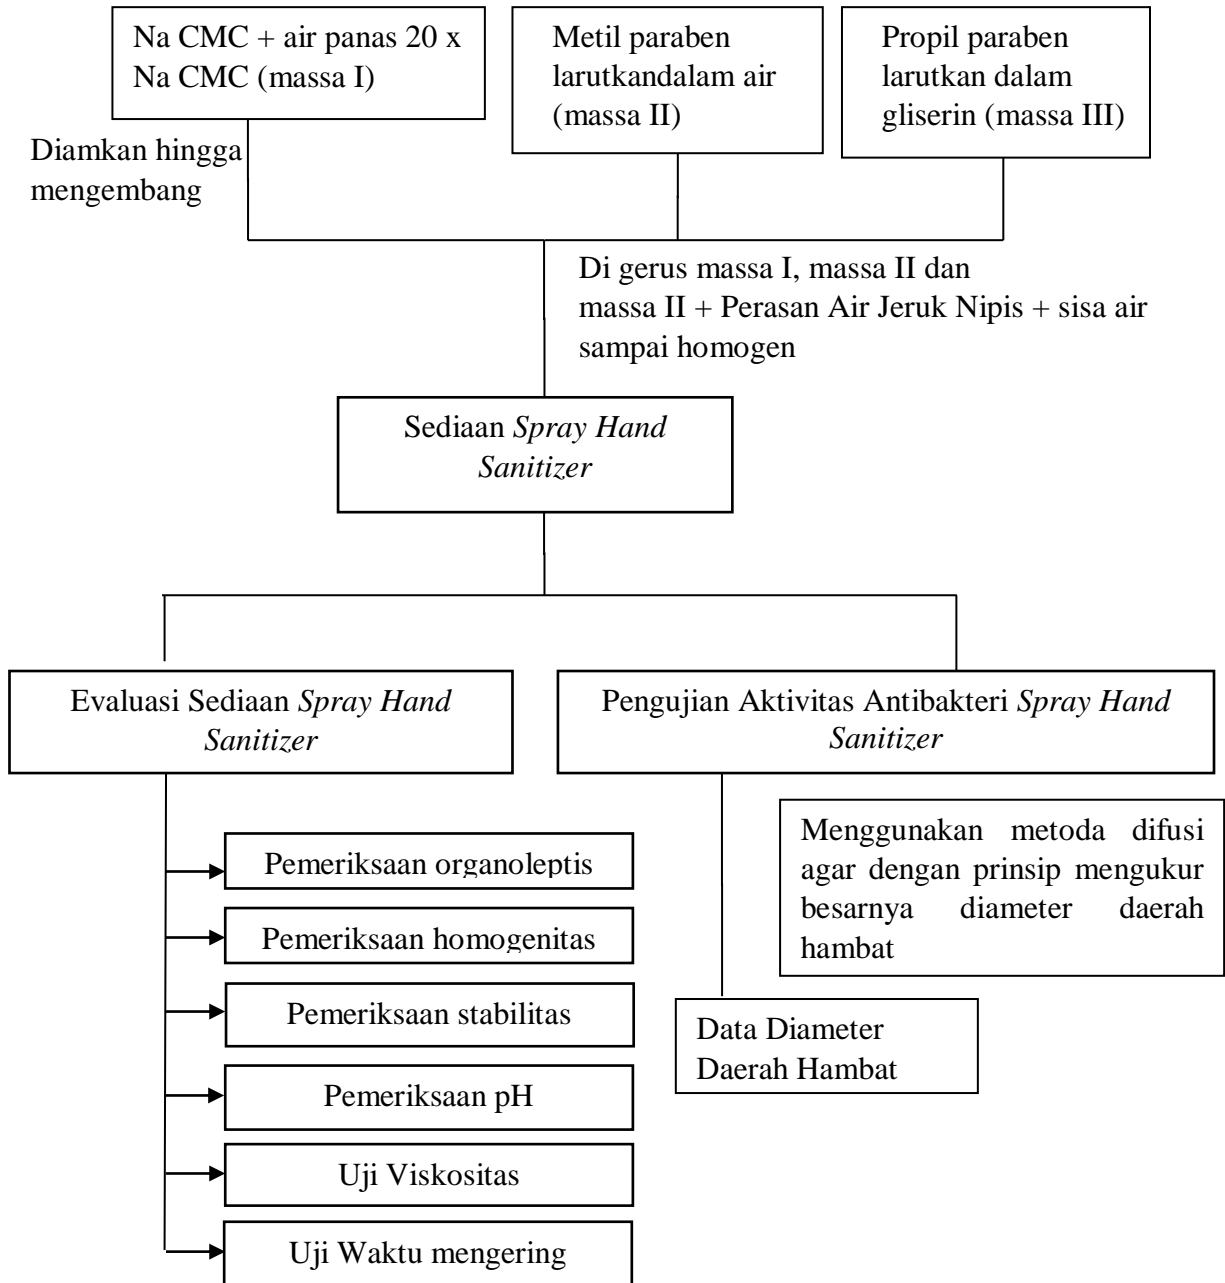 Na CMC + air panas 20 x
Na CMC (massa I)
Metil paraben
larutkandalam air
(massa II)
Propil paraben
larutkan dalam
gliserin (massa III)
Diamkan hingga
mengembang
Di gerus massa I, massa II dan
massa II + Perasan Air Jeruk Nipis + sisa air
sampai homogen
Sediaan Spray Hand
Sanitizer
Evaluasi Sediaan Spray Hand
Sanitizer
Pengujian Aktivitas Antibakteri Spray Hand
Sanitizer
Menggunakan metoda difusi
agar dengan prinsip mengukur
besarnya diameter daerah
hambat
Data Diameter
Daerah Hambat
Pemeriksaan organoleptis
Pemeriksaan homogenitas
Pemeriksaan stabilitas
Pemeriksaan pH
Uji Viskositas
Uji Waktu mengering